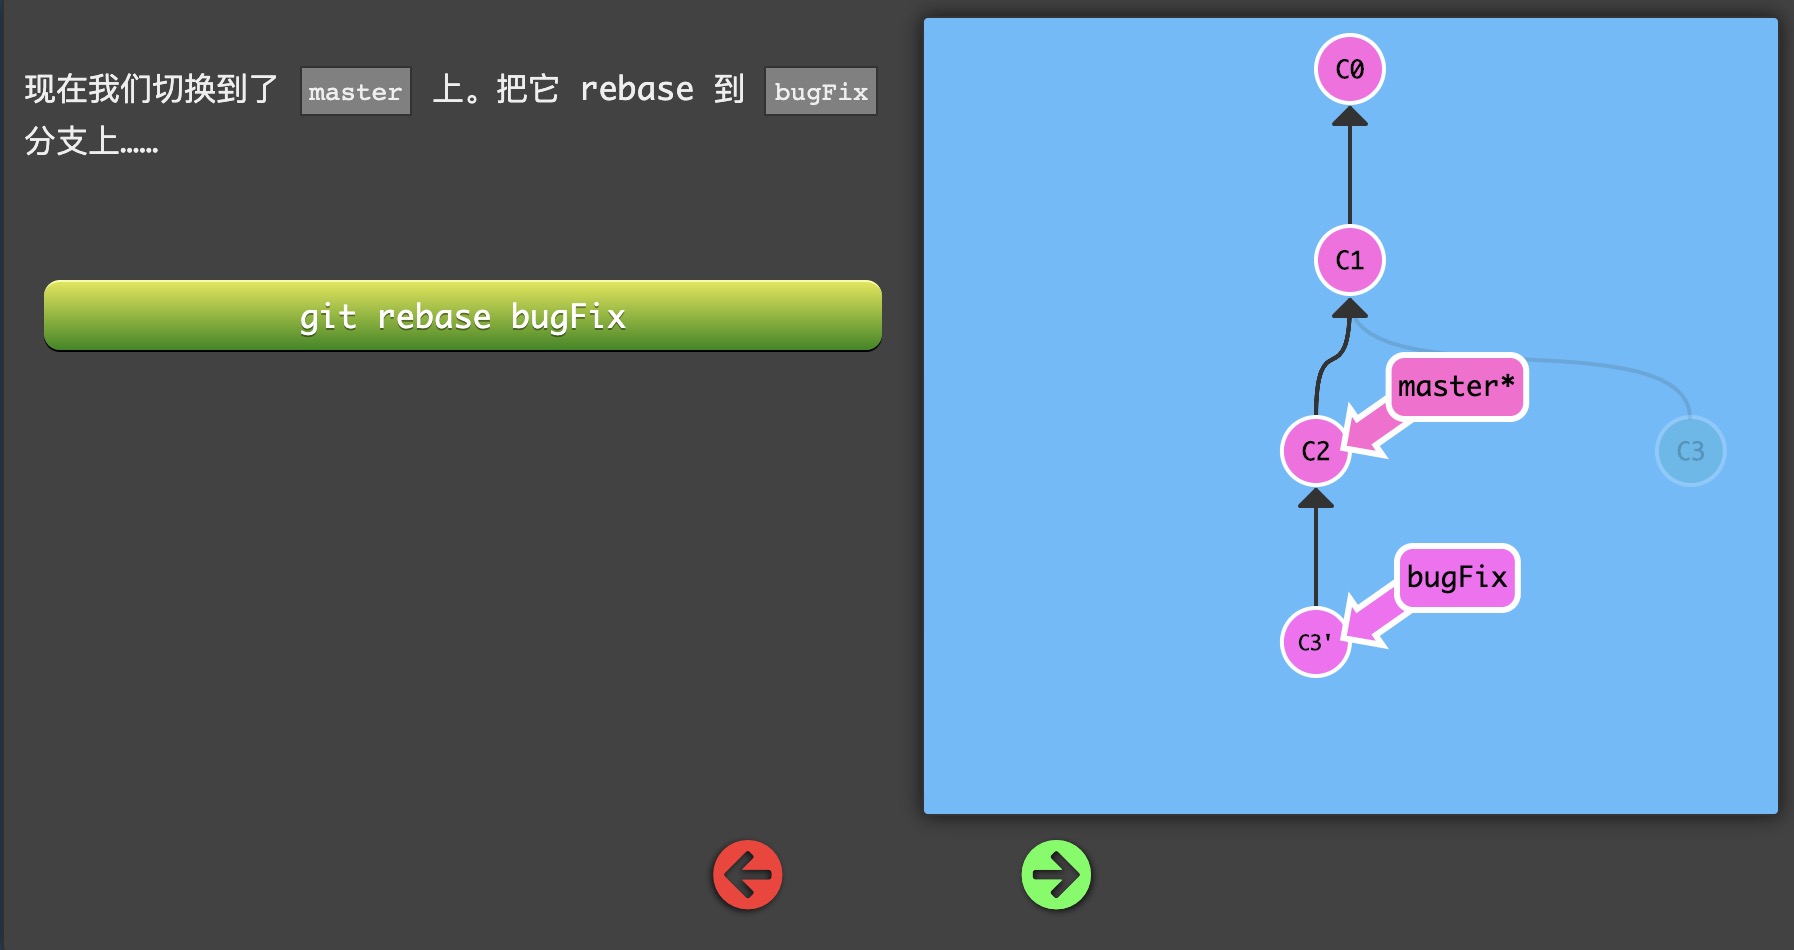 现在我们切换到了 master 上。把它 rebase 到 bugFix
分支上……
git rebase bugFix
C0
C1
master*
C2
C3
bugFix
C3'